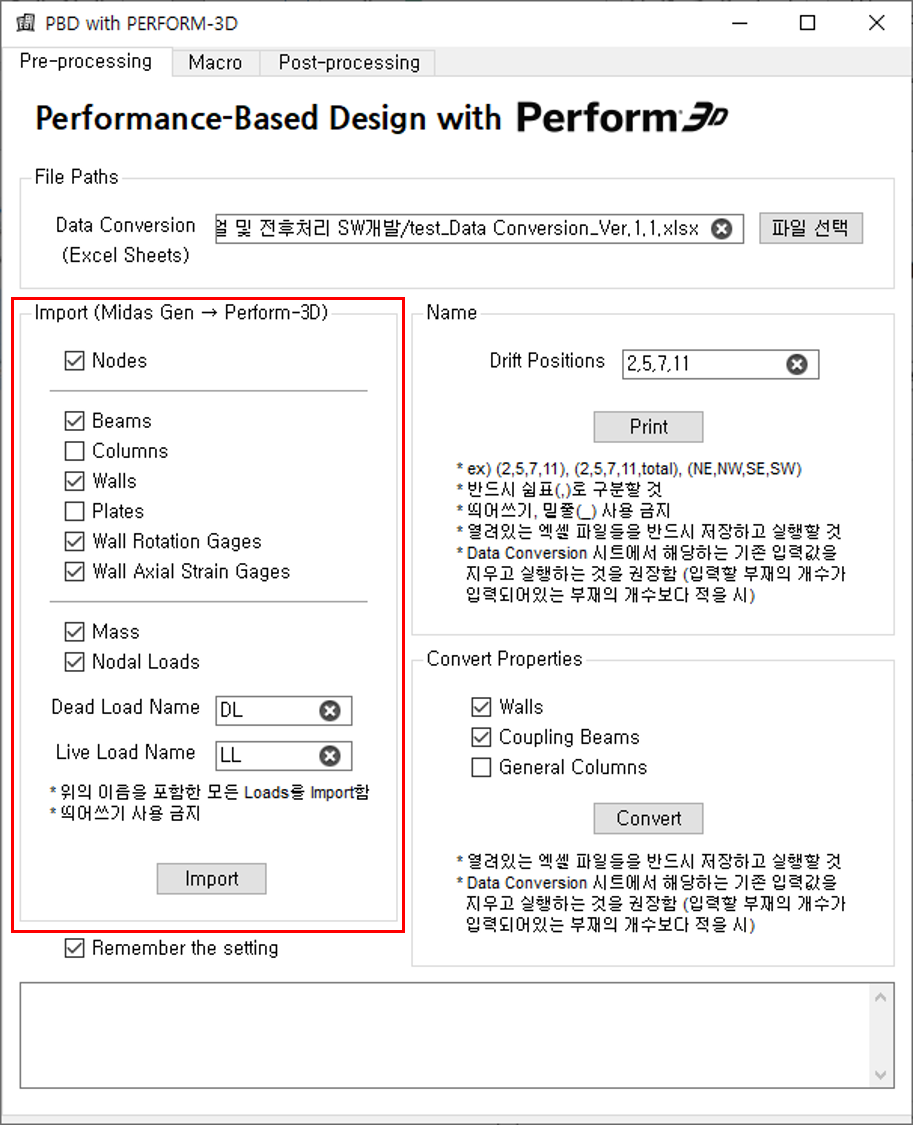 PBD with PERFORM-3D
Pre-processing Macro Post-processing
Performance-Based Design with Perform 3D
File Paths
Data Conversion
(Excel Sheets)
및 전후처리 SW개발/test_Data Conversion_Ver.1.1.xlsx
파일 선택
Import (Midas Gen → Perform-3D)
Nodes
Beams
Columns
Walls
Plates
Wall Rotation Gages
Wall Axial Strain Gages
Mass
Nodal Loads
Dead Load Name DL
Live Load Name LL
* 위의 이름을 포함한 모든 Loads를 Import함
* 띄어쓰기 사용 금지
Import
Remember the setting
Name
Drift Positions 2,5,7,11
Print
* ex) (2,5,7,11), (2,5,7,11,total), (NE,NW,SE,SW)
* 반드시 쉼표(,)로 구분할 것
* 띄어쓰기, 밑줄(_) 사용 금지
* 열려있는 엑셀 파일들을 반드시 저장하고 실행할 것
* Data Conversion 시트에서 해당하는 기존 입력값을
지우고 실행하는 것을 권장함 (입력할 부재의 개수가
입력되어있는 부재의 개수보다 적을 시)
Convert Properties
Walls
Coupling Beams
General Columns
Convert
* 열려있는 엑셀 파일들을 반드시 저장하고 실행할 것
* Data Conversion 시트에서 해당하는 기존 입력값을
지우고 실행하는 것을 권장함 (입력할 부재의 개수가
입력되어있는 부재의 개수보다 적을 시)